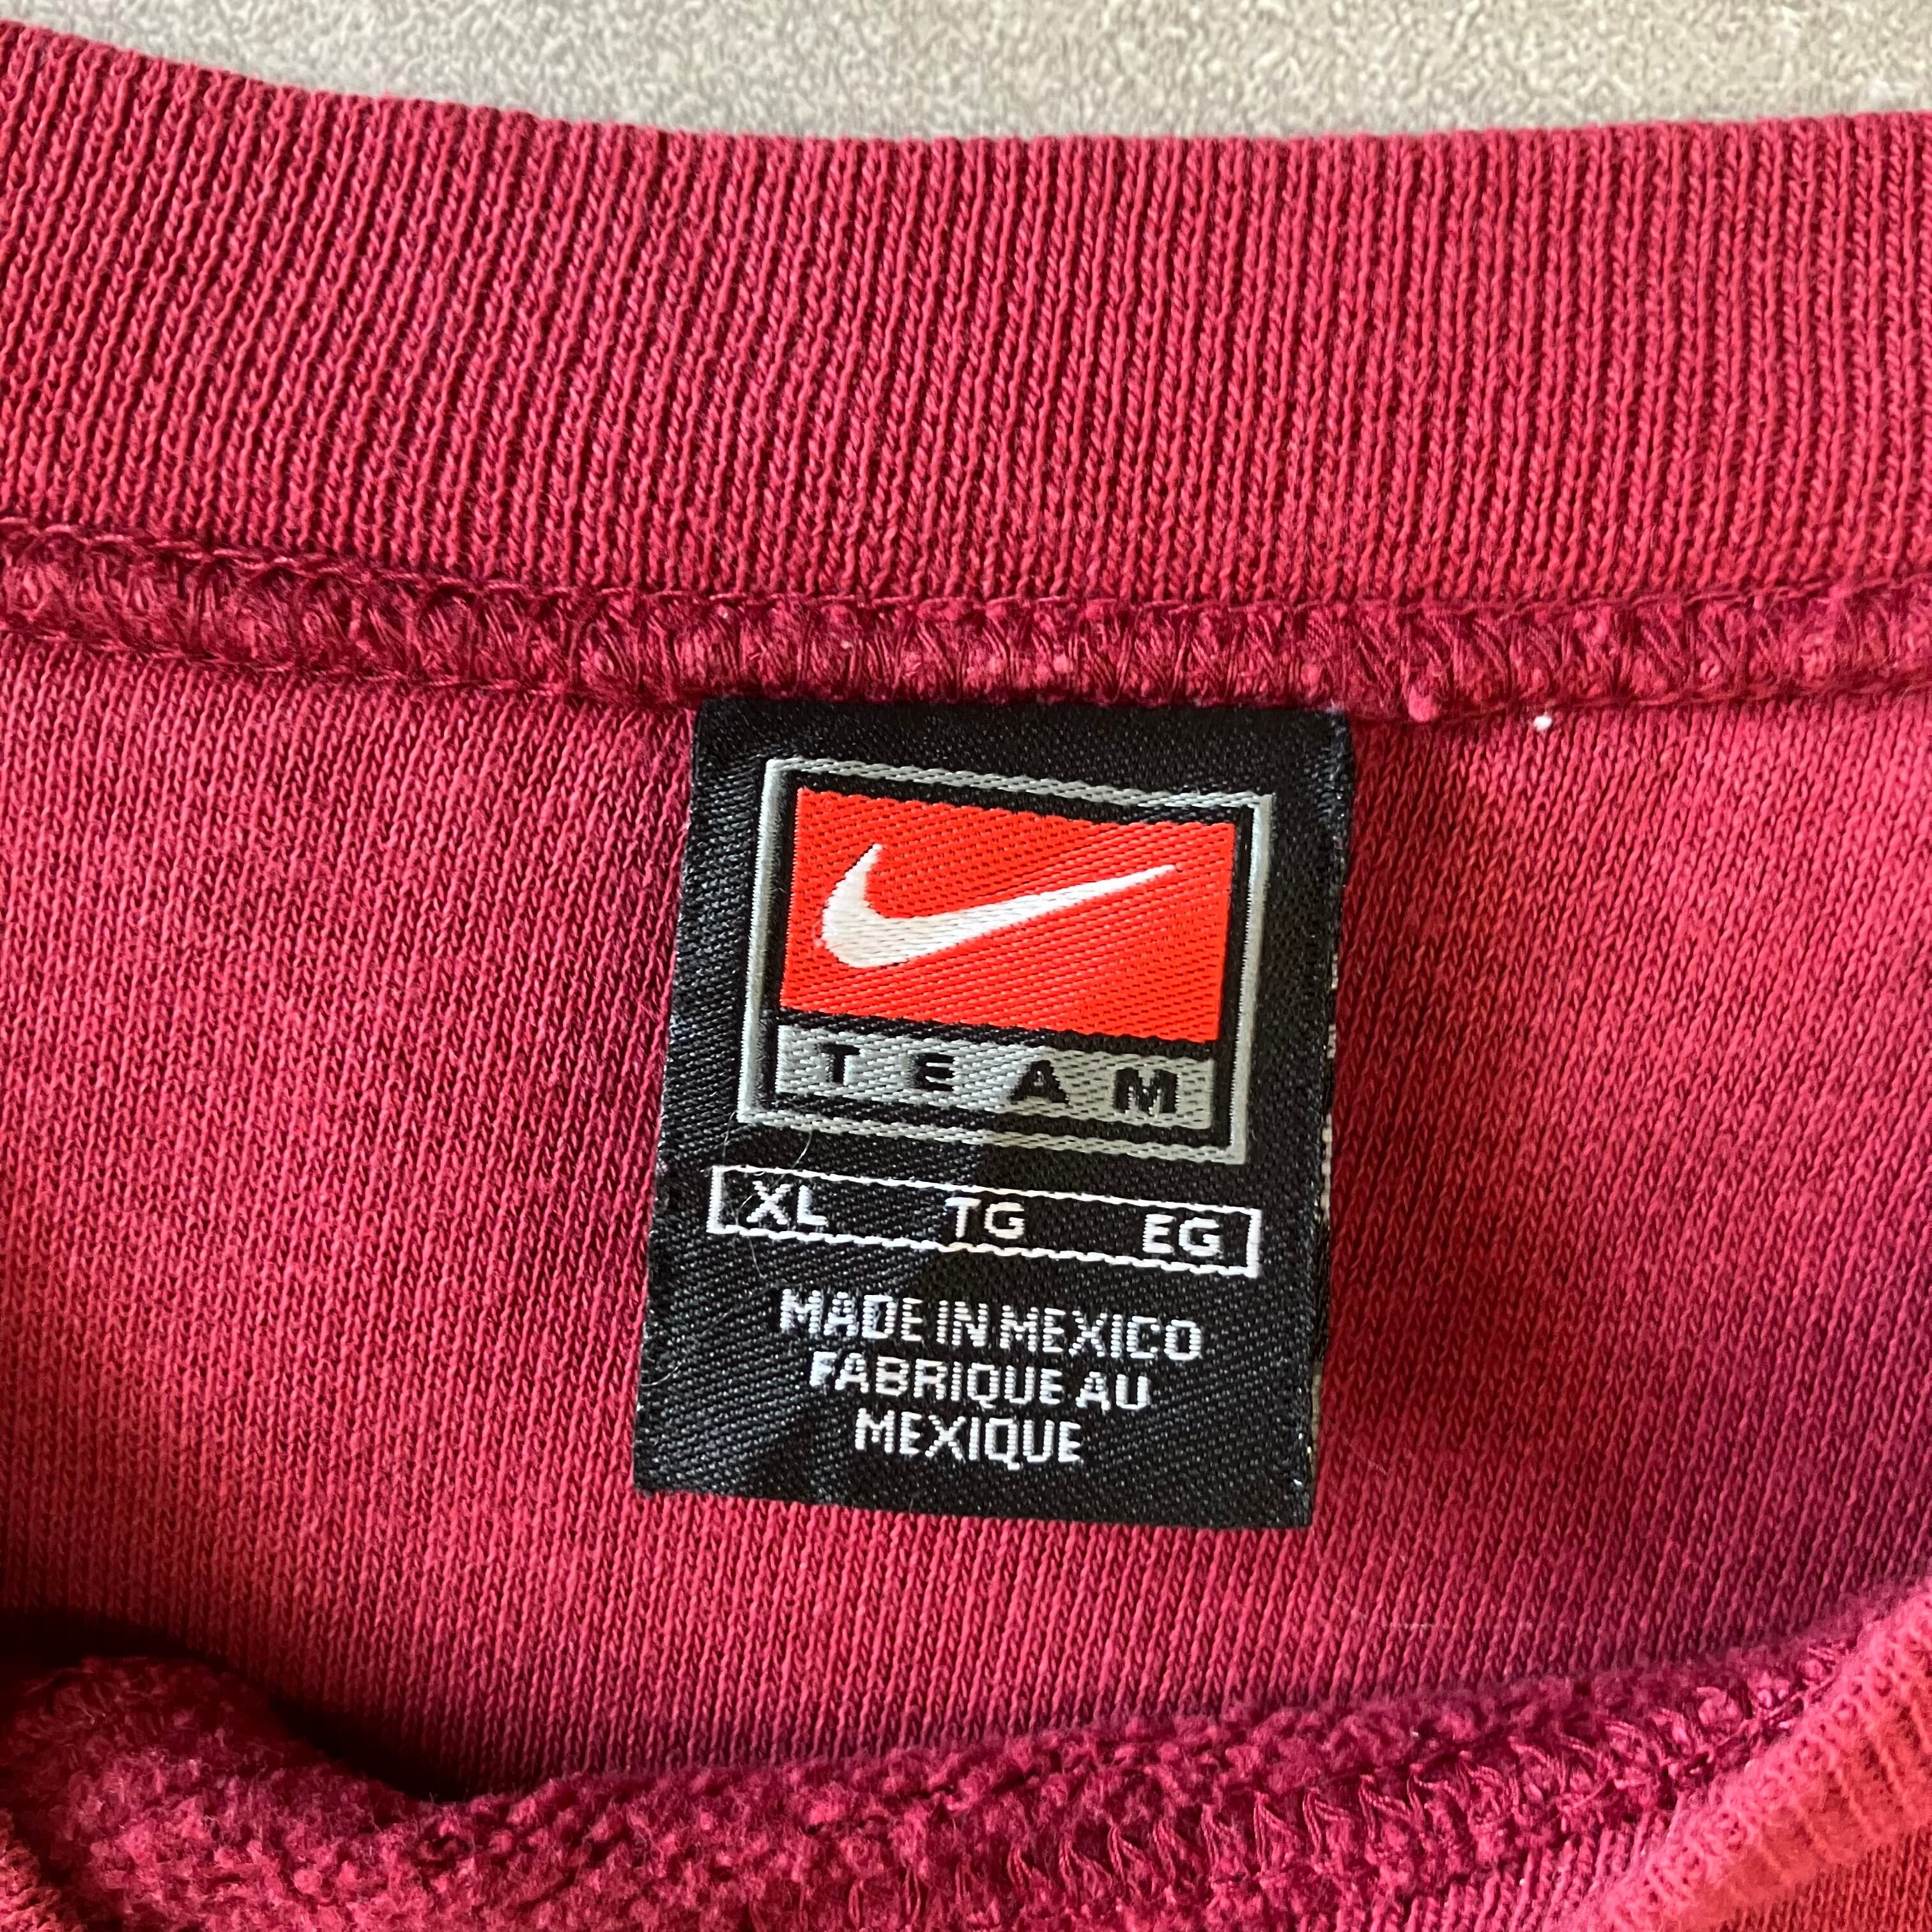 TEAM
XL TG EG
MADE IN MEXICO
FABRIQUE AU
MEXIQUE